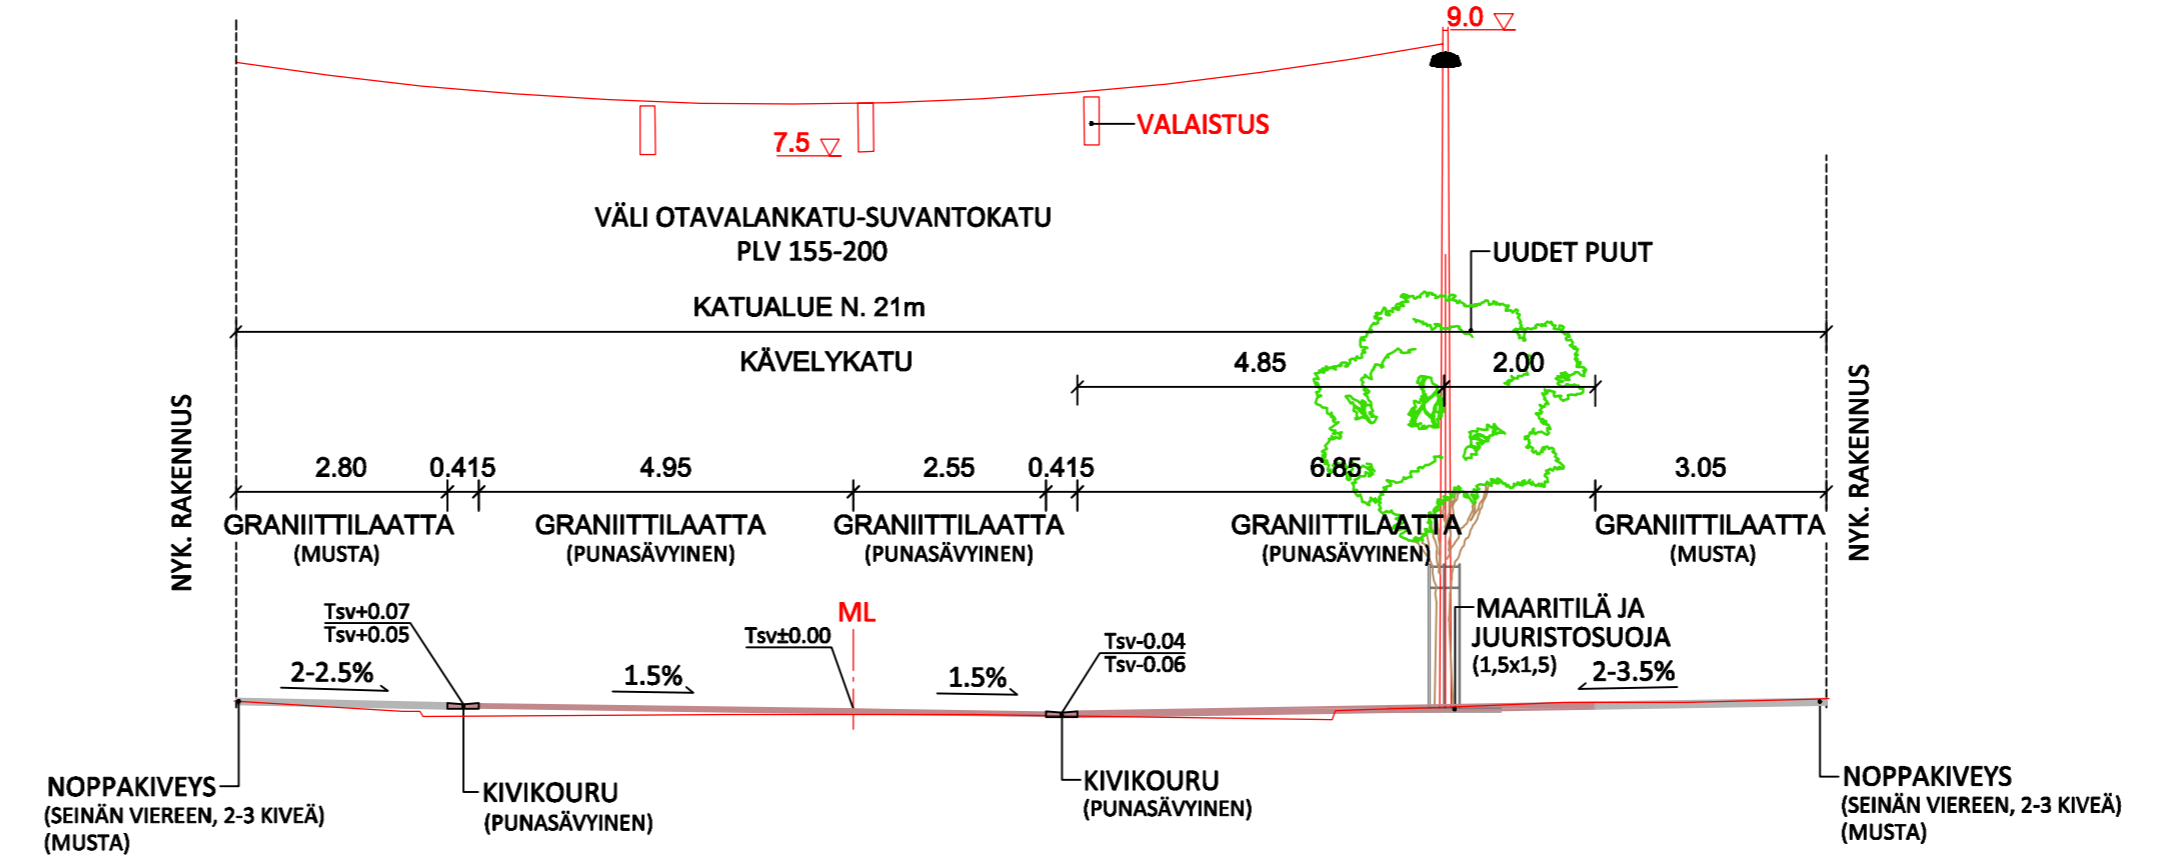 9.0
VALAISTUS
7.5
VÄLI OTAVALANKATU-SUVANTOKATU
PLV 155-200
UUDET PUUT
KATUALUE N. 21m
KÄVELYKATU
4.85
2.00
NYK. RAKENNUS
NYK. RAKENNUS
2.80
0.415
4.95
2.55
0.415
6.85
3.05
GRANIITTILAATTA
(MUSTA)
GRANIITTILAATTA
(PUNASÄVYINEN)
GRANIITTILAATTA
(PUNASÄVYINEN)
GRANIITTILAATTA
(PUNASÄVYINEN)
GRANIITTILAATTA
(MUSTA)
Tsv+0.07
Tsv+0.05
Tsv±0.00
ML
Tsv-0.04
Tsv-0.06
MAARITILÄ JA
JUURISTOSUOJA
(1,5x1,5)
2-2.5%
1.5%
1.5%
2-3.5%
NOPPAKIVEYS
(SEINÄN VIEREEN, 2-3 KIVEÄ)
(MUSTA)
KIVIKOURU
(PUNASÄVYINEN)
KIVIKOURU
(PUNASÄVYINEN)
NOPPAKIVEYS
(SEINÄN VIEREEN, 2-3 KIVEÄ)
(MUSTA)